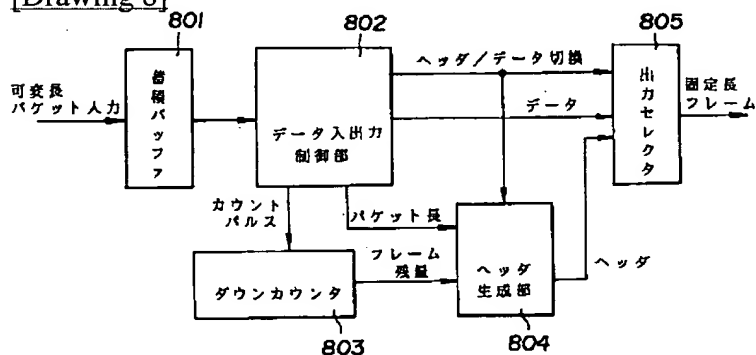 [Drawing 8]
801
802
805
可変長
パケット入力
蓄積バッファ
データ入出力
制御部
ヘッダ/データ切換
データ
出力セレクタ
固定長
フレーム
カウント
パルス
パケット長
フレーム
残量
ダウンカウンタ
ヘッダ
生成部
ヘッダ
803
804